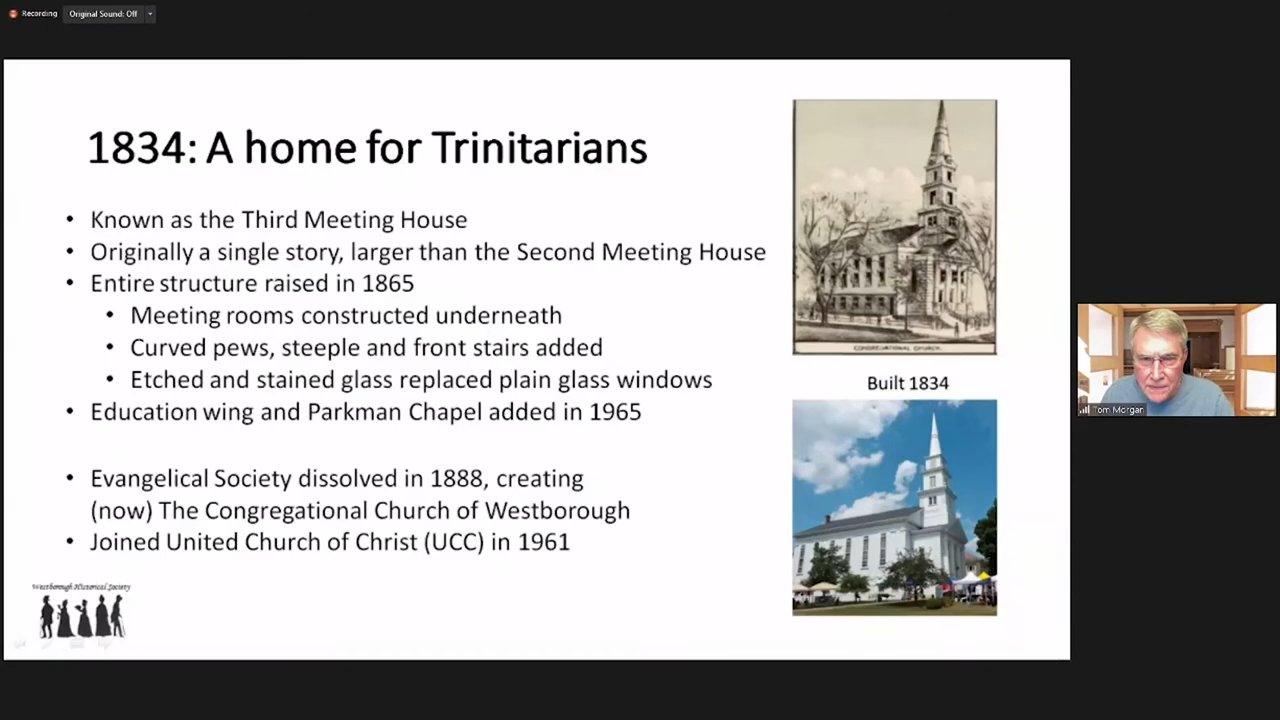 Recording
Original Sound: Off
1834: A home for Trinitarians
• Known as the Third Meeting House
• Originally a single story, larger than the Second Meeting House
• Entire structure raised in 1865
• Meeting rooms constructed underneath
• Curved pews, steeple and front stairs added
• Etched and stained glass replaced plain glass windows
• Education wing and Parkman Chapel added in 1965
• Evangelical Society dissolved in 1888, creating
(now) The Congregational Church of Westborough
• Joined United Church of Christ (UCC) in 1961
CONGREGATIONAL CHURCH.
Built 1834
Westborough Historical Society
Tom Morgan